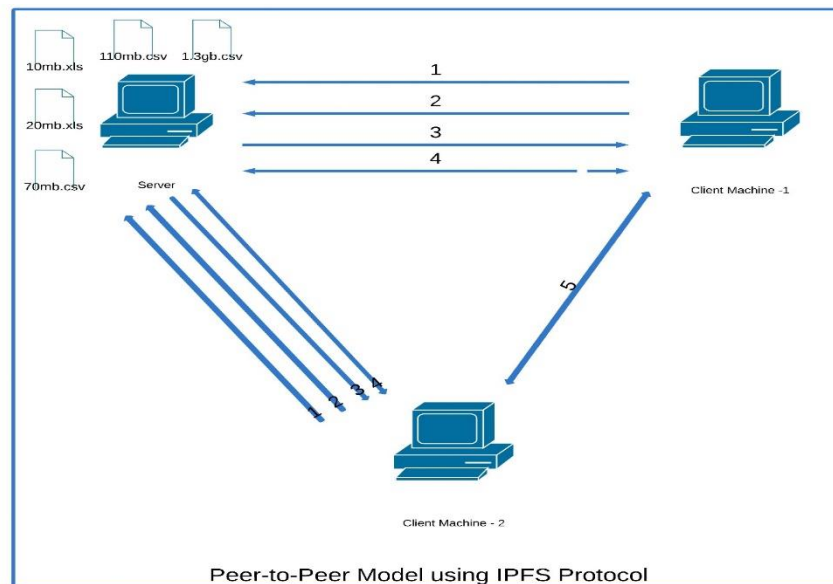 110mb.csv 1.3gb.csv
10mb.xls
20mb.xls
70mb.csv
Server
1
2
3
4
Client Machine -1
5
1 2 3 4
Client Machine - 2
Peer-to-Peer Model using IPFS Protocol